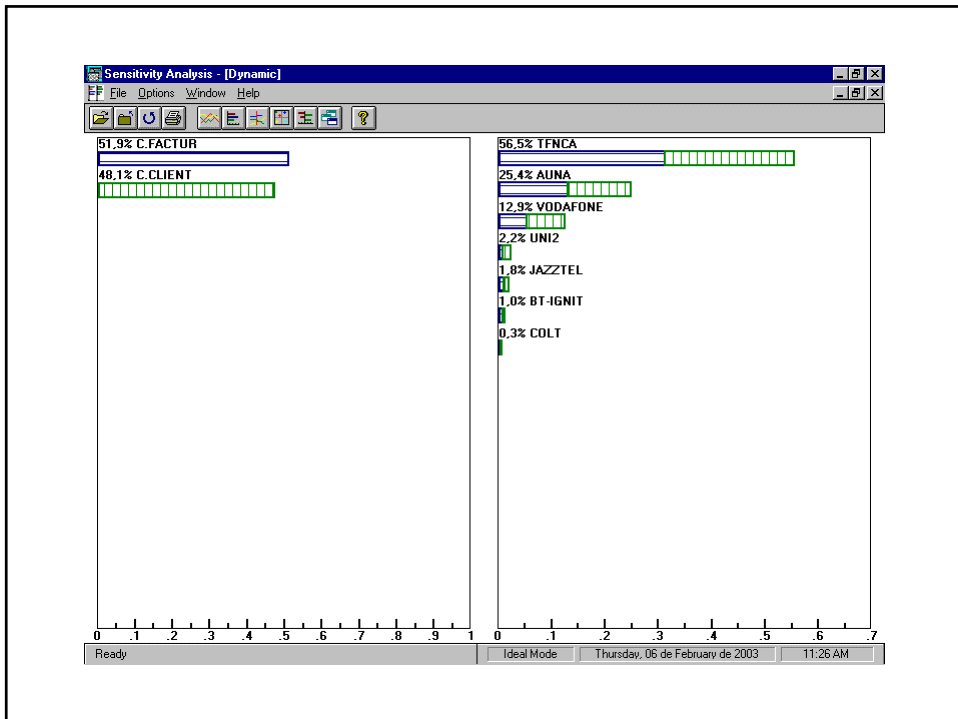 Sensitivity Analysis - [Dynamic]
File Options Window Help
51,9% C.FACTUR
48,1% C.CLIENT
0 .1 .2 .3 .4 .5 .6 .7 .8 .9 1
56,5% TFNCA
25,4% AUNA
12,9% VODAFONE
2,2% UNI2
1,8% JAZZTEL
1,0% BT-IGNIT
0,3% COLT
0 .1 .2 .3 .4 .5 .6 .7
Ready Ideal Mode Thursday, 06 de February de 2003 11:26 AM